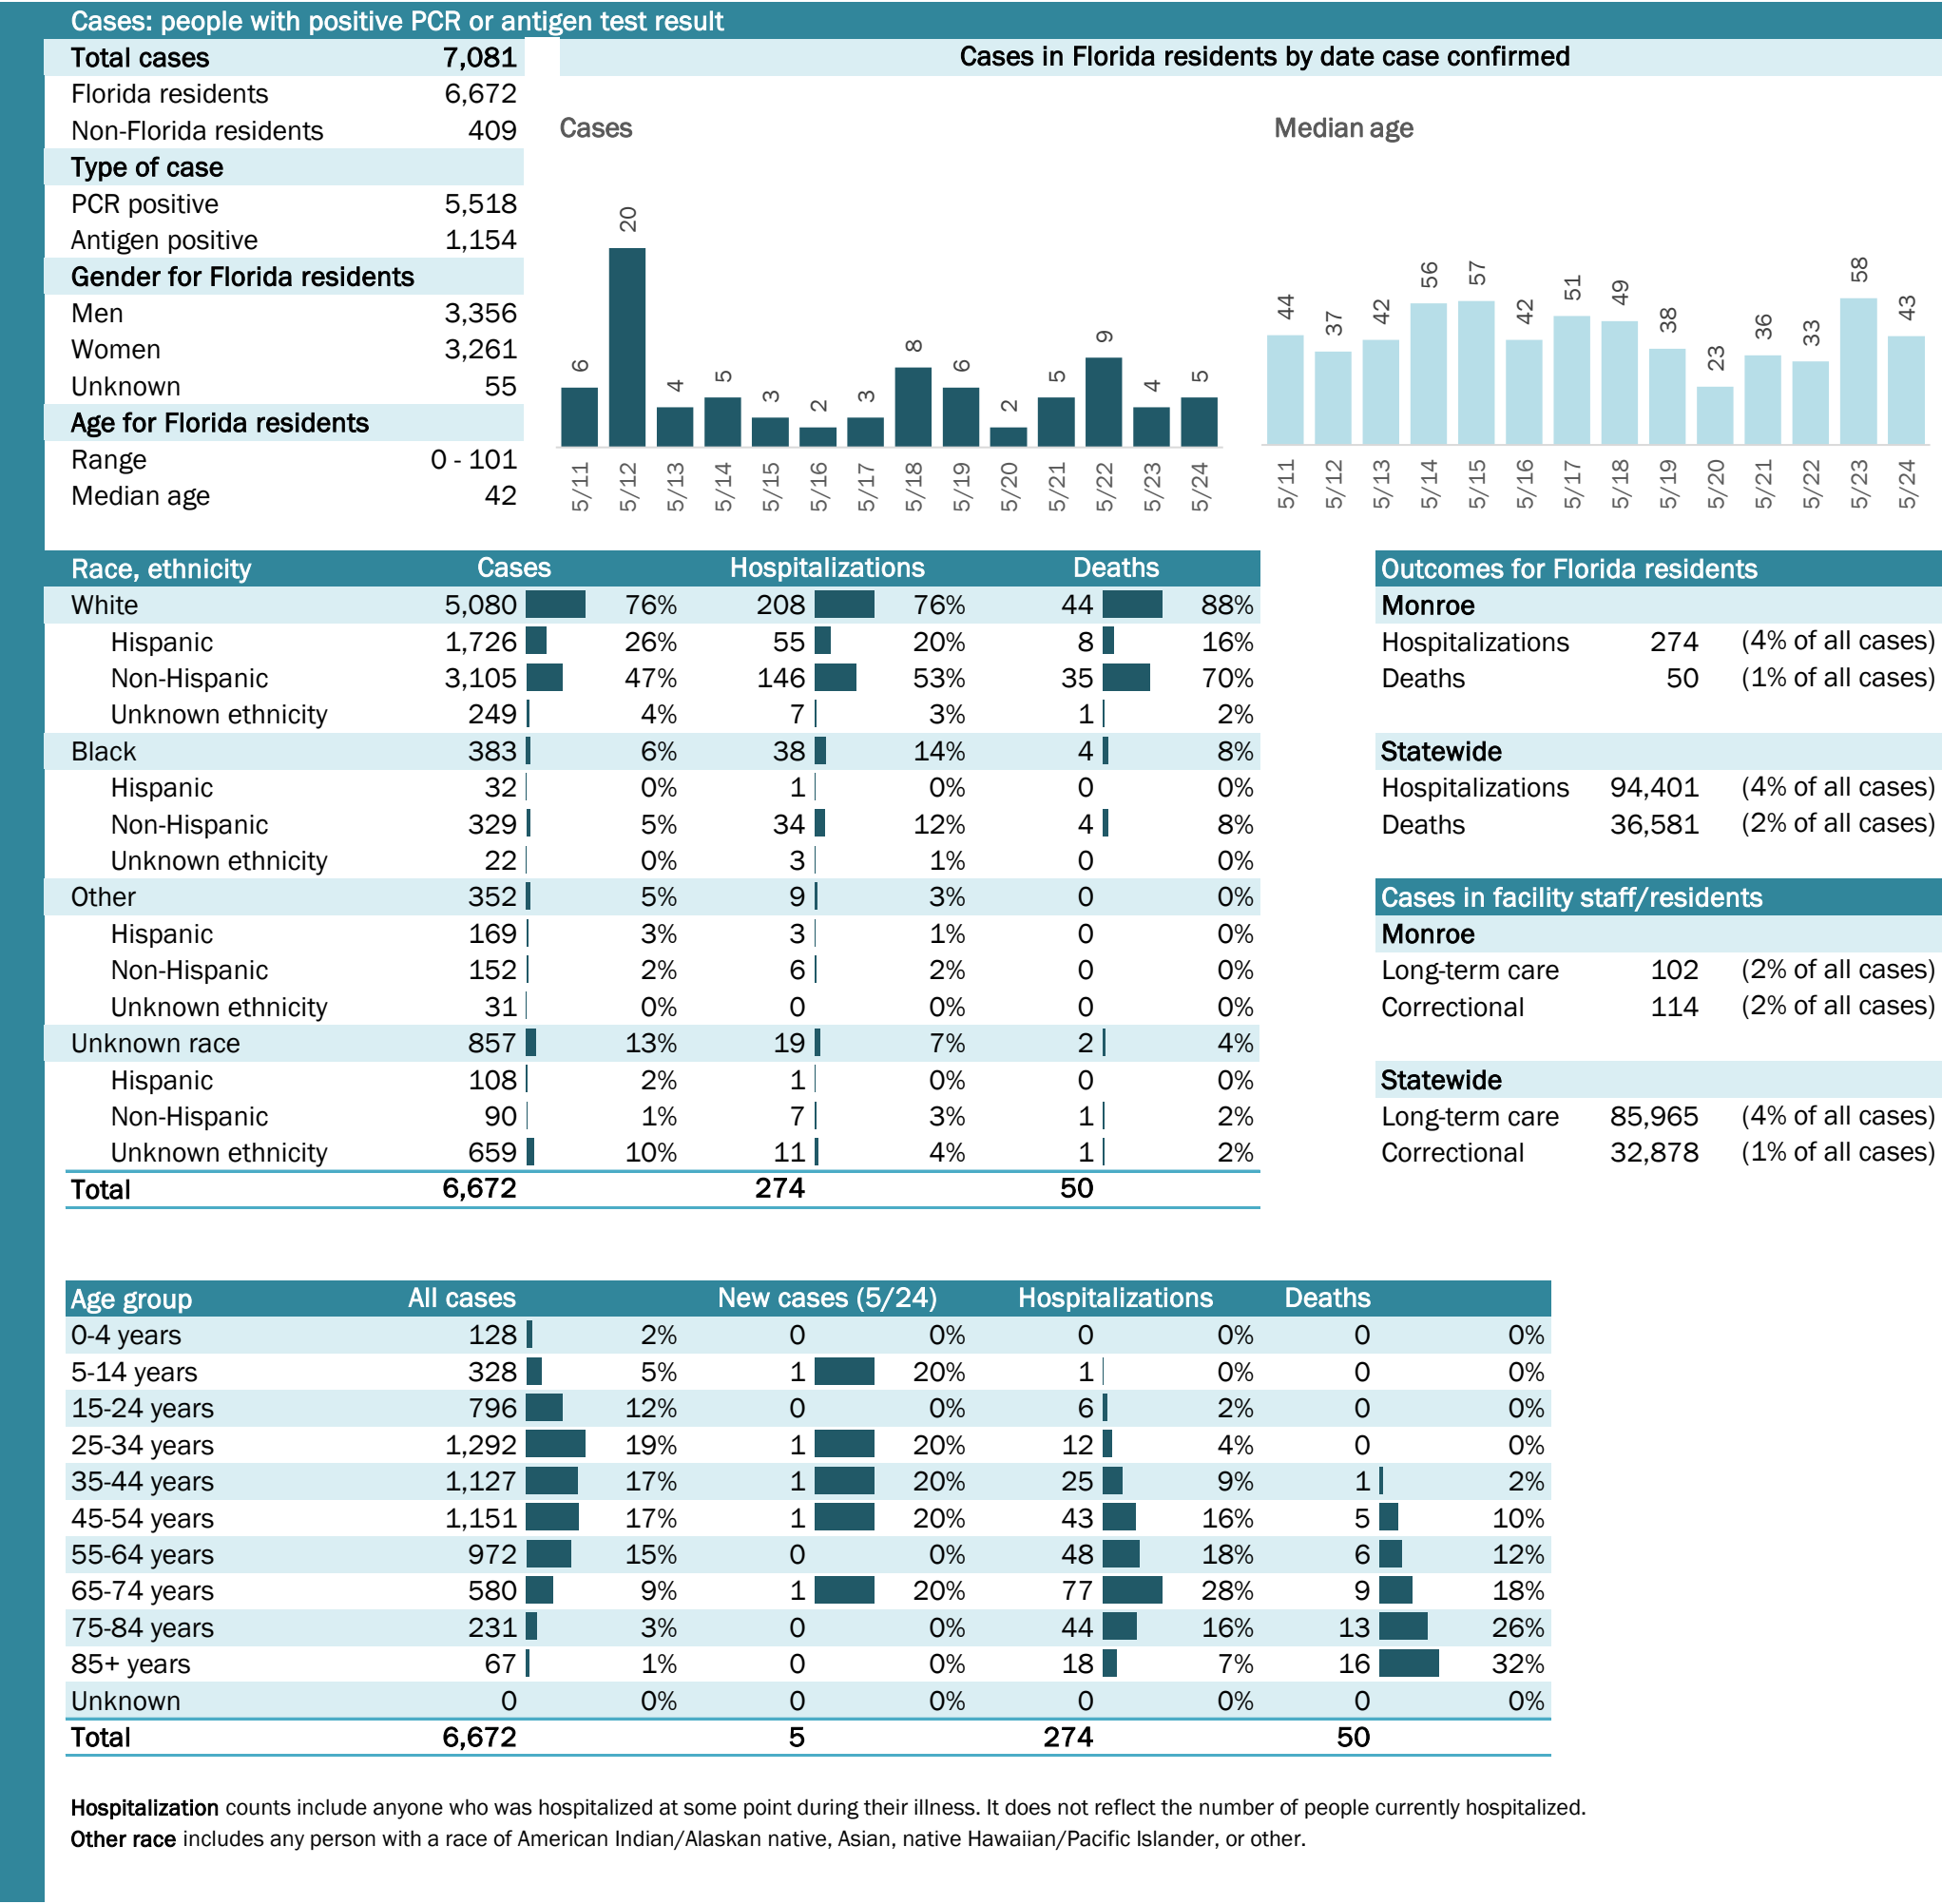 Cases: people with positive PCR or antigen test result
Total cases 7,081
Florida residents 6,672
Non-Florida residents 409
Type of case
PCR positive 5,518
Antigen positive 1,154
Gender for Florida residents
Men 3,356
Women 3,261
Unknown 55
Age for Florida residents
Range 0 - 101
Median age 42
Cases in Florida residents by date case confirmed
Cases
6 20 4 5 3 2 3 8 6 2 5 9 4 5
5/11 5/12 5/13 5/14 5/15 5/16 5/17 5/18 5/19 5/20 5/21 5/22 5/23 5/24
Median age
44 37 42 56 57 42 51 49 38 23 36 33 58 43
5/11 5/12 5/13 5/14 5/15 5/16 5/17 5/18 5/19 5/20 5/21 5/22 5/23 5/24
Race, ethnicity Cases Hospitalizations Deaths
White 5,080 76% 208 76% 44 88%
Hispanic 1,726 26% 55 20% 8 16%
Non-Hispanic 3,105 47% 146 53% 35 70%
Unknown ethnicity 249 4% 7 3% 1 2%
Black 383 6% 38 14% 4 8%
Hispanic 32 0% 1 0% 0 0%
Non-Hispanic 329 5% 34 12% 4 8%
Unknown ethnicity 22 0% 3 1% 0 0%
Other 352 5% 9 3% 0 0%
Hispanic 169 3% 3 1% 0 0%
Non-Hispanic 152 2% 6 2% 0 0%
Unknown ethnicity 31 0% 0 0% 0 0%
Unknown race 857 13% 19 7% 2 4%
Hispanic 108 2% 1 0% 0 0%
Non-Hispanic 90 1% 7 3% 1 2%
Unknown ethnicity 659 10% 11 4% 1 2%
Total 6,672 274 50
Outcomes for Florida residents
Monroe
Hospitalizations 274 (4% of all cases)
Deaths 50 (1% of all cases)
Statewide
Hospitalizations 94,401 (4% of all cases)
Deaths 36,581 (2% of all cases)
Cases in facility staff/residents
Monroe
Long-term care 102 (2% of all cases)
Correctional 114 (2% of all cases)
Statewide
Long-term care 85,965 (4% of all cases)
Correctional 32,878 (1% of all cases)
Age group All cases New cases (5/24) Hospitalizations Deaths
0-4 years 128 2% 0 0% 0 0% 0 0%
5-14 years 328 5% 1 20% 1 0% 0 0%
15-24 years 796 12% 0 0% 6 2% 0 0%
25-34 years 1,292 19% 1 20% 12 4% 0 0%
35-44 years 1,127 17% 1 20% 25 9% 1 2%
45-54 years 1,151 17% 1 20% 43 16% 5 10%
55-64 years 972 15% 0 0% 48 18% 6 12%
65-74 years 580 9% 1 20% 77 28% 9 18%
75-84 years 231 3% 0 0% 44 16% 13 26%
85+ years 67 1% 0 0% 18 7% 16 32%
Unknown 0 0% 0 0% 0 0% 0 0%
Total 6,672 5 274 50
Hospitalization counts include anyone who was hospitalized at some point during their illness. It does not reflect the number of people currently hospitalized.
Other race includes any person with a race of American Indian/Alaskan native, Asian, native Hawaiian/Pacific Islander, or other.